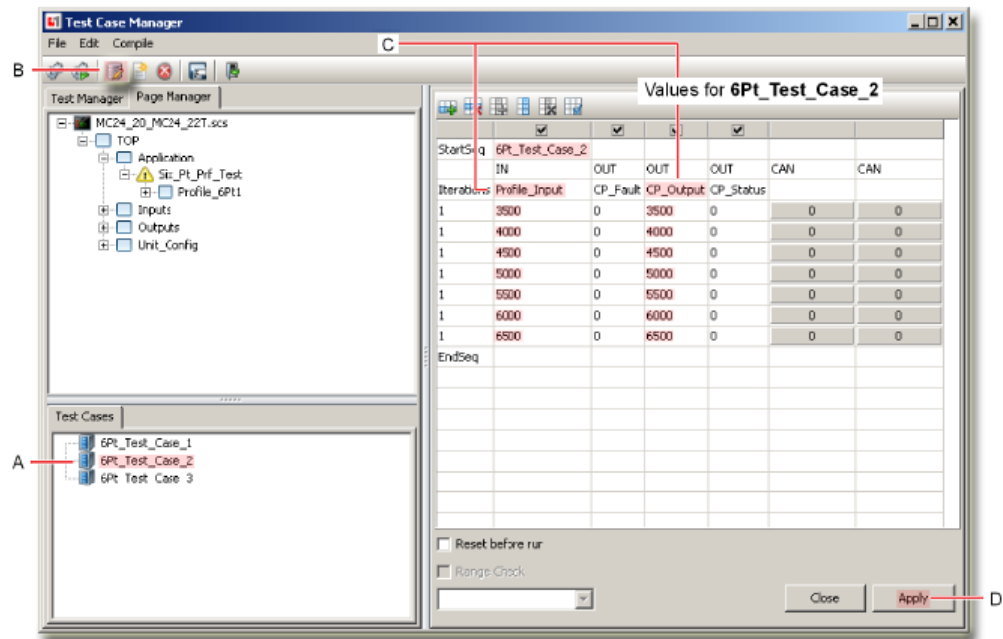 Test Case Manager
File Edit Compile
C
B
Values for 6Pt_Test_Case_2
Test Manager Page Manager
MC24_20_MC24_22T.scs
TOP
Application
Six_Pt_Prf_Test
Profile_6Pt1
Inputs
Outputs
Unit_Config
StartSeq 6Pt_Test_Case_2
IN OUT OUT OUT CAN CAN
Iterations Profile_Input CP_Fault CP_Output CP_Status
1 3500 0 3500 0 0 0
1 4000 0 4000 0 0 0
1 4500 0 4500 0 0 0
1 5000 0 5000 0 0 0
1 5500 0 5500 0 0 0
1 6000 0 6000 0 0 0
1 6500 0 6500 0 0 0
EndSeq
Test Cases
6Pt_Test_Case_1
A
6Pt_Test_Case_2
6Pt Test Case 3
Reset before run
Range Check
Close Apply
D